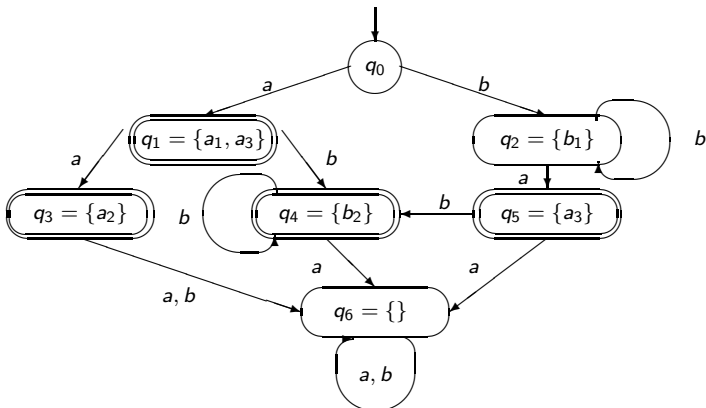 q₀
a
b
q₁ = {a₁, a₃}
q₂ = {b₁}
b
a
b
a
q₃ = {a₂}
b
q₄ = {b₂}
b
q₅ = {a₃}
a, b
a
a
q₆ = {}
a, b